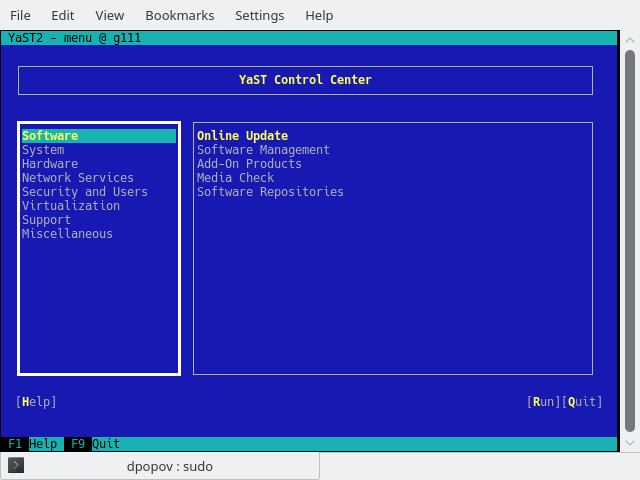 File Edit View Bookmarks Settings Help
YaST2 - menu @ g111
YaST Control Center
Software
System
Hardware
Network Services
Security and Users
Virtualization
Support
Miscellaneous
Online Update
Software Management
Add-On Products
Media Check
Software Repositories
[Help] [Run][Quit]
F1 Help F9 Quit
dpopov : sudo